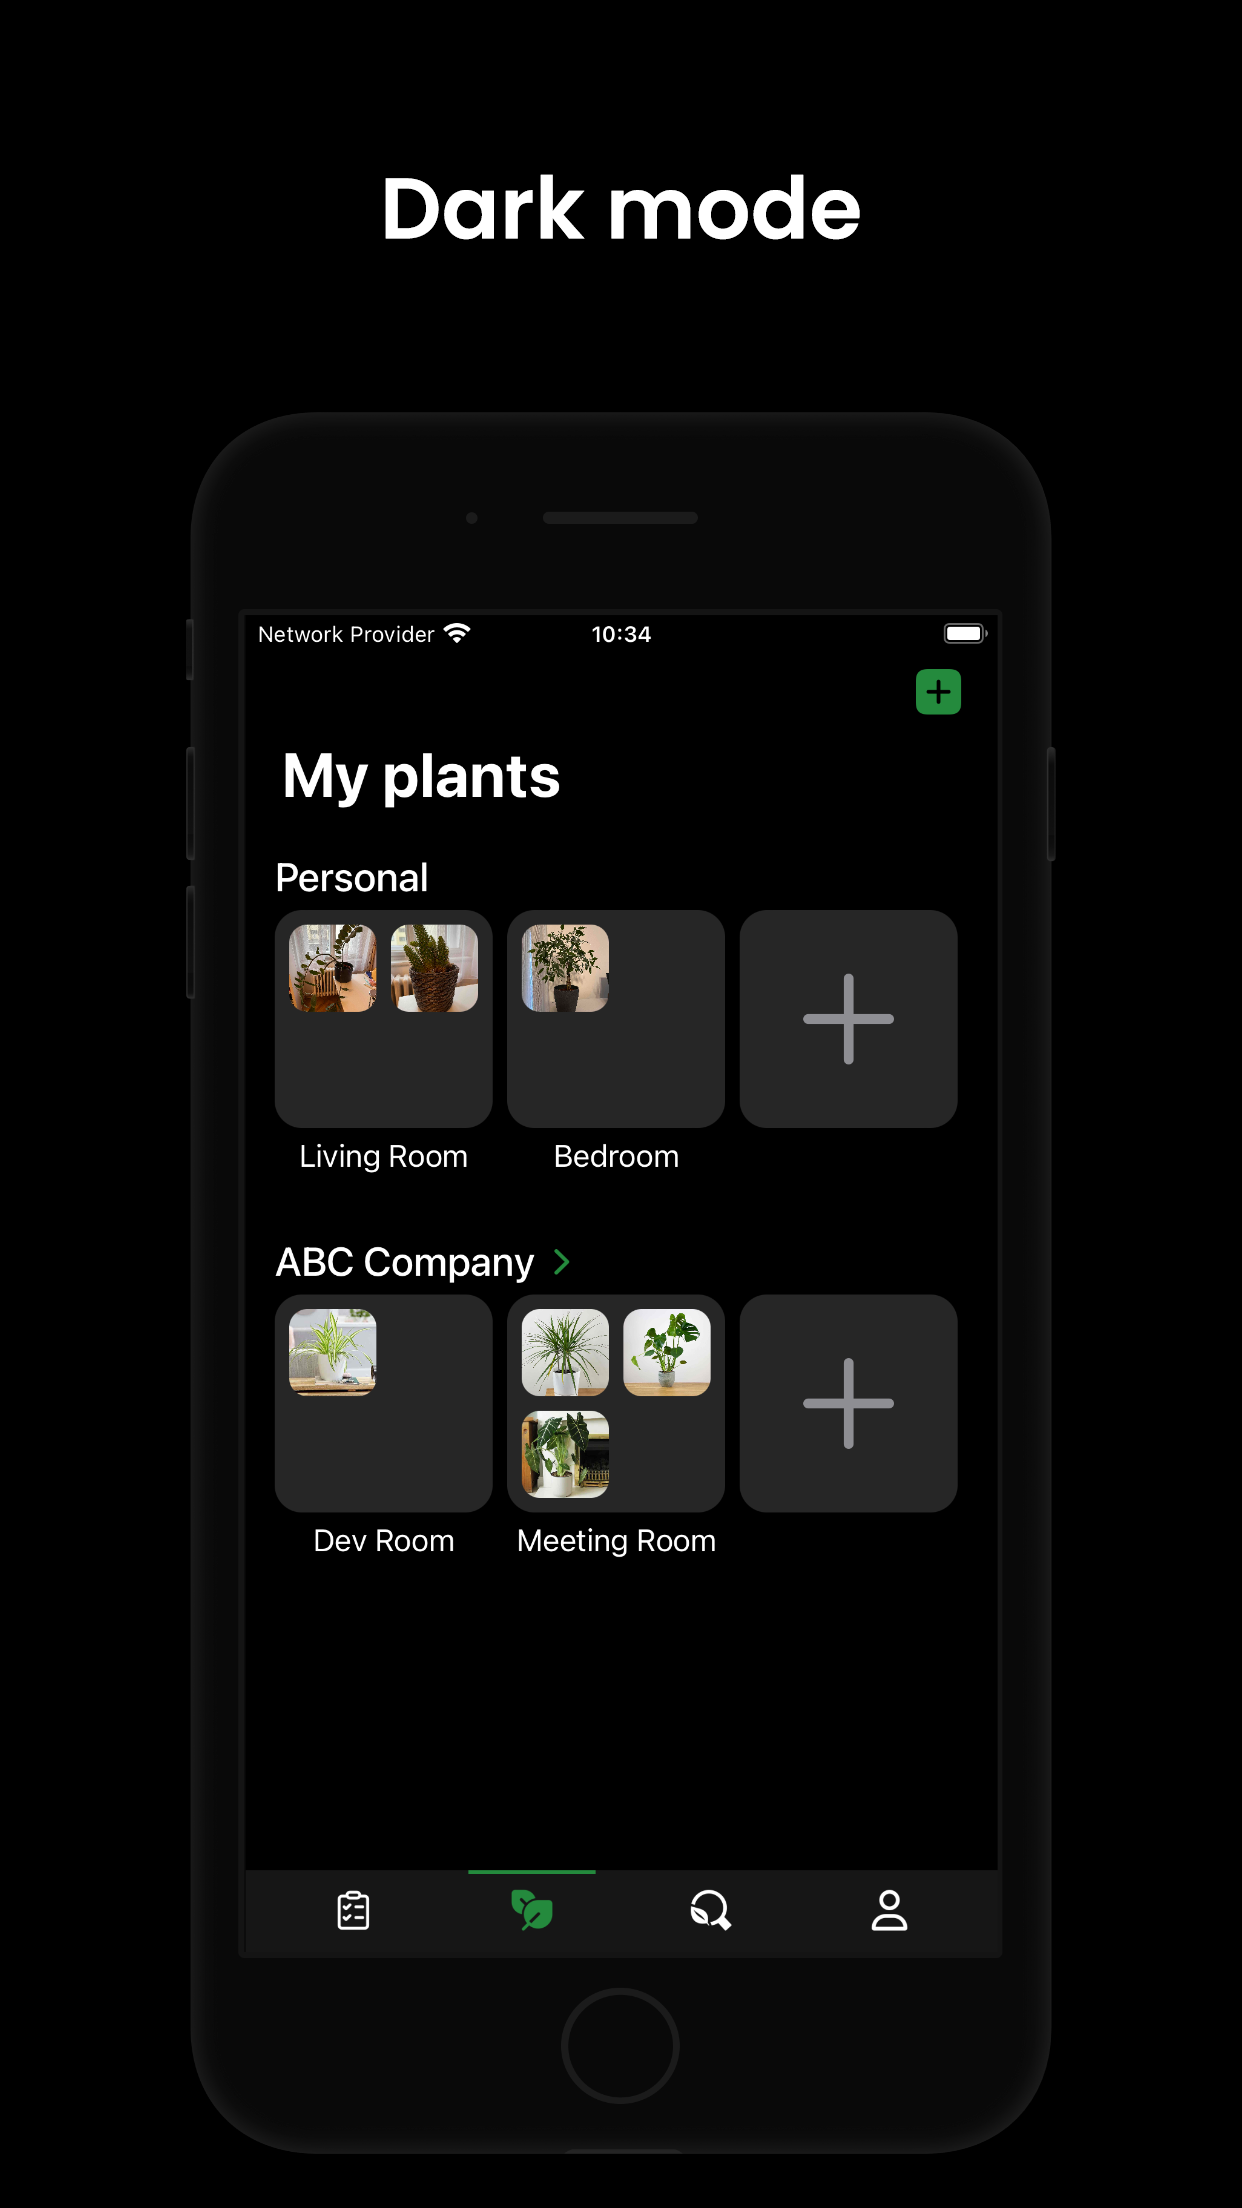 Dark mode
Network Provider 10:34
My plants
Personal
Living Room Bedroom
ABC Company
Dev Room Meeting Room